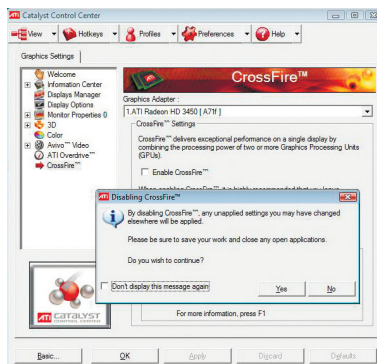 Catalyst Control Center
View
Hotkeys
Profiles
Preferences
Help
Graphics Settings
Welcome
Information Center
Displays Manager
Display Options
Monitor Properties 0
3D
Color
Avivo™ Video
ATI Overdrive™
CrossFire™
CrossFire™
Graphics Adapter :
1.ATI Radeon HD 3450 [ A71f ]
CrossFire™ Settings
CrossFire™ delivers exceptional performance on a single display by
combining the processing power of two or more Graphics Processing Units
(GPUs).
Enable CrossFire™
Disabling CrossFire™
By disabling CrossFire™, any unapplied settings you may have changed
elsewhere will be applied.
Please be sure to save your work and close any open applications.
Do you wish to continue?
Don't display this message again
Yes
No
ATI CATALYST
CONTROL CENTER
For more information, press F1
Basic...
OK
Apply
Discard
Defaults